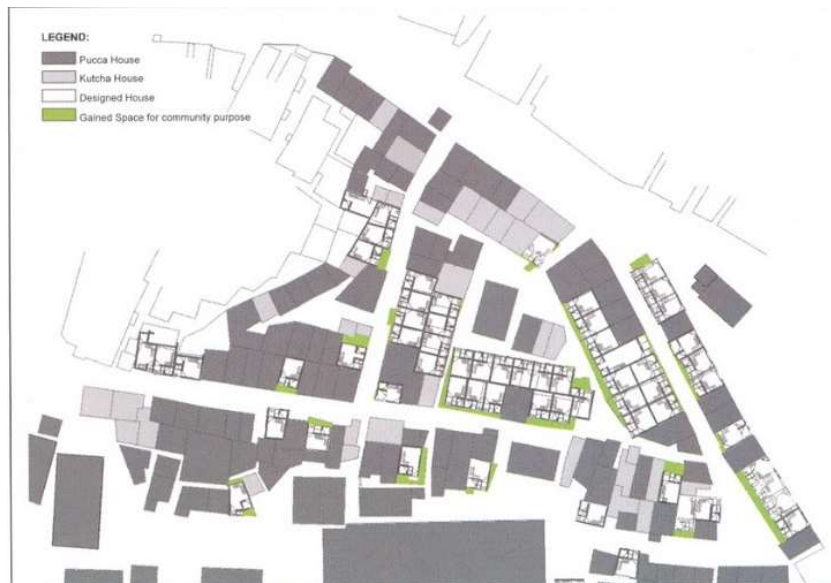 LEGEND:
Pucca House
Kutcha House
Designed House
Gained Space for community purpose